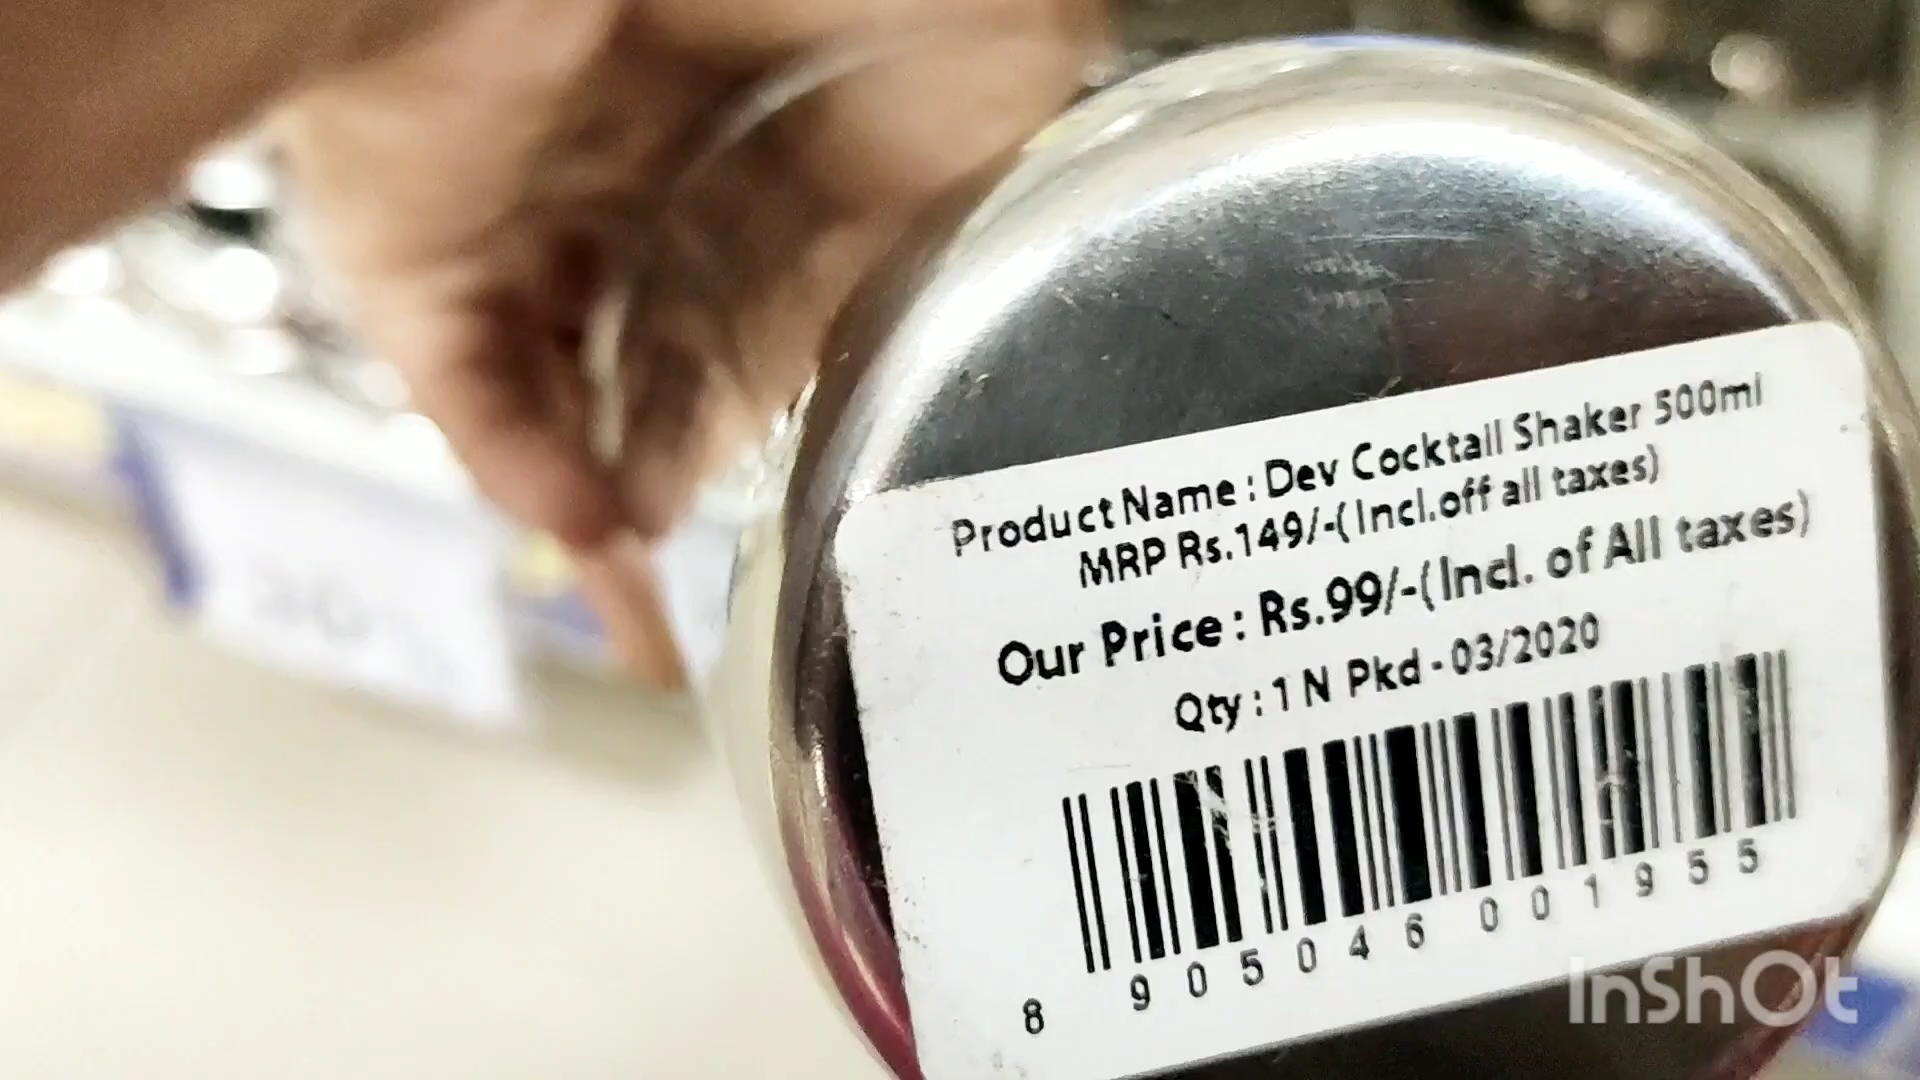 Product Name : Dev Cocktail Shaker 500ml
MRP Rs.149/-( Incl.off all taxes)
Our Price : Rs.99/-(Incl. of All taxes)
Qty : 1 N Pkd - 03/2020
8 905046 001955
InShOt